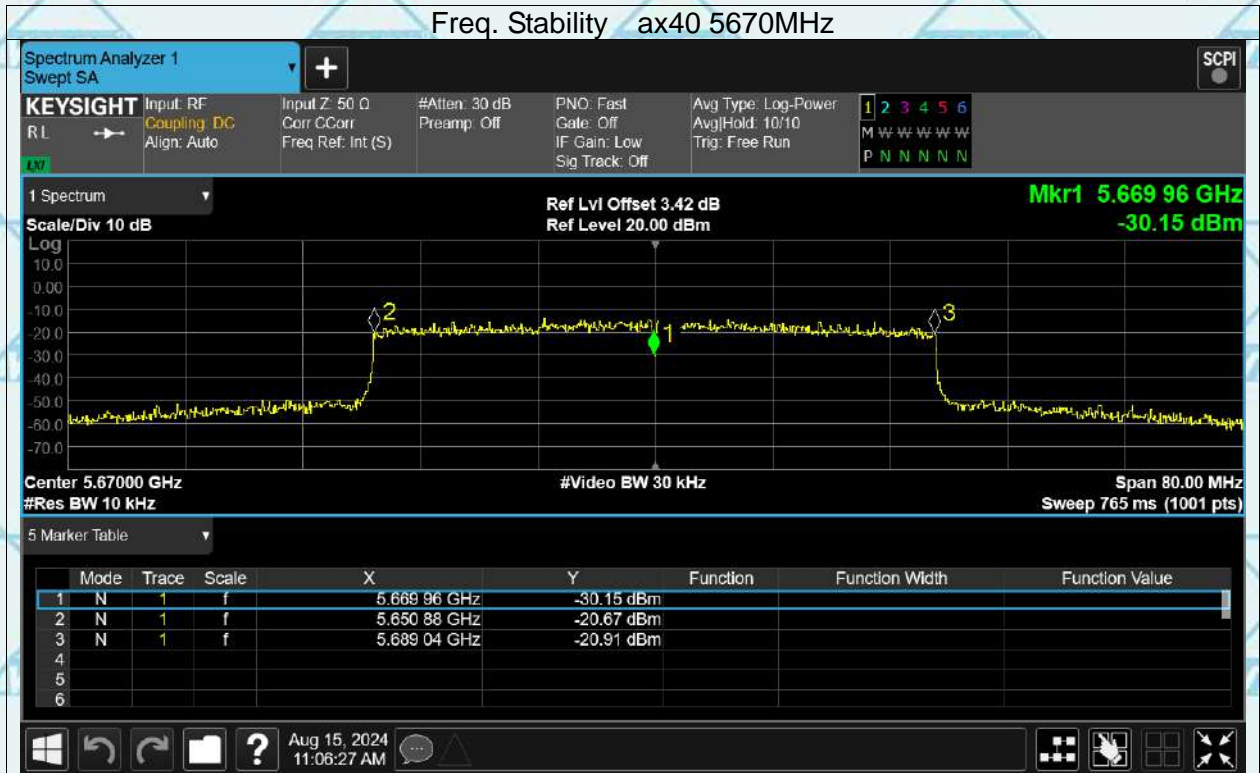 Freq. Stability ax40 5670MHz
Spectrum Analyzer 1
Swept SA
+
SCPI
KEYSIGHT
RL
LXI
Input: RF
Coupling: DC
Align: Auto
Input Z: 50 Ω
Corr CCorr
Freq Ref: Int (S)
#Atten: 30 dB
Preamp: Off
PNO: Fast
Gate: Off
IF Gain: Low
Sig Track: Off
Avg Type: Log-Power
Avg|Hold: 10/10
Trig: Free Run
1 2 3 4 5 6
M W W W W W
P N N N N N
1 Spectrum
Scale/Div 10 dB
Ref Lvl Offset 3.42 dB
Ref Level 20.00 dBm
Mkr1 5.669 96 GHz
-30.15 dBm
Log
10.0
0.00
-10.0
-20.0
-30.0
-40.0
-50.0
-60.0
-70.0
2
1
3
Center 5.67000 GHz
#Video BW 30 kHz
Span 80.00 MHz
#Res BW 10 kHz
Sweep 765 ms (1001 pts)
5 Marker Table
Mode Trace Scale X Y Function Function Width Function Value
1 N 1 f 5.669 96 GHz -30.15 dBm
2 N 1 f 5.650 88 GHz -20.67 dBm
3 N 1 f 5.689 04 GHz -20.91 dBm
4
5
6
?
Aug 15, 2024
11:06:27 AM